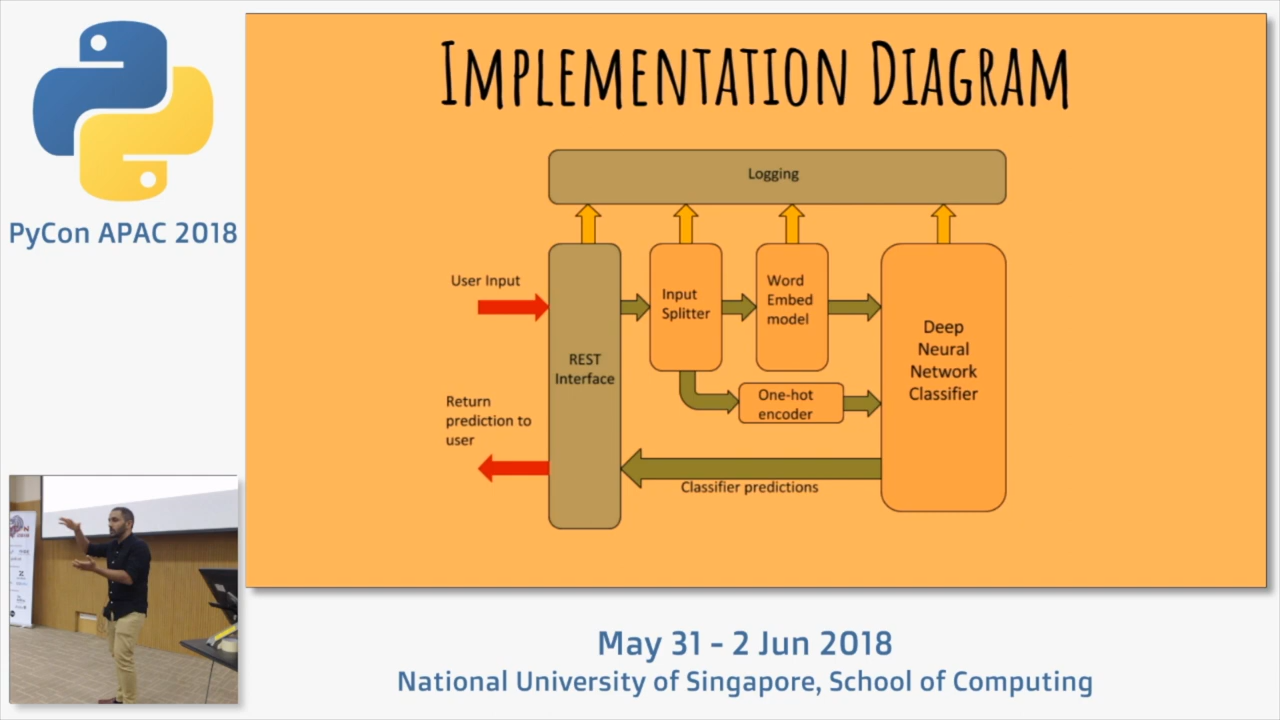 IMPLEMENTATION DIAGRAM
Logging
User Input
Input
Splitter
Word
Embed
model
REST
Interface
Deep
Neural
Network
Classifier
Return
prediction to
user
One-hot
encoder
Classifier predictions
PyCon APAC 2018
May 31 - 2 Jun 2018
National University of Singapore, School of Computing